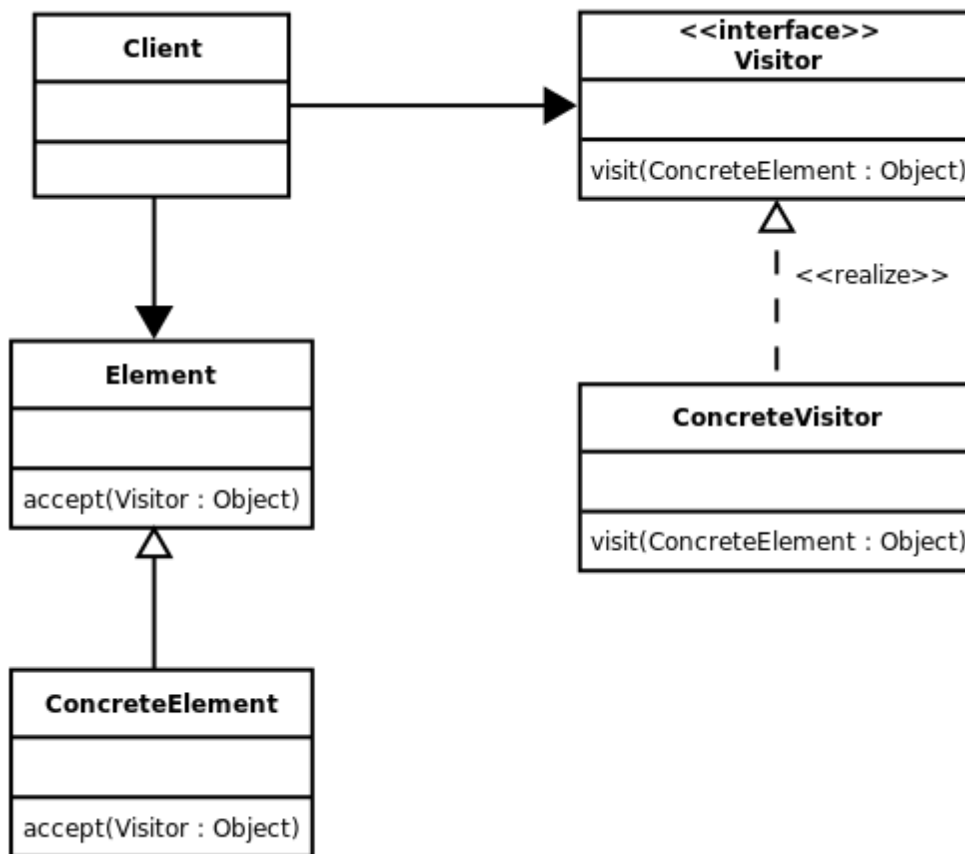 Client
<<interface>>
Visitor
visit(ConcreteElement : Object)
<<realize>>
Element
accept(Visitor : Object)
ConcreteVisitor
visit(ConcreteElement : Object)
ConcreteElement
accept(Visitor : Object)